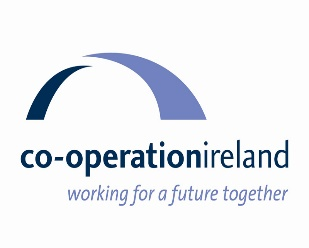 co-operationireland
working for a future together